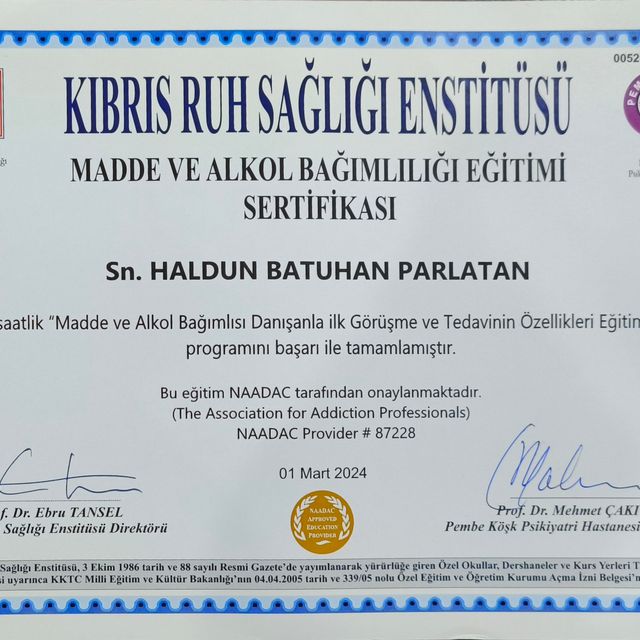 0052
KIBRIS RUH SAĞLIĞI ENSTİTÜSÜ
MADDE VE ALKOL BAĞIMLILIĞI EĞİTİMİ
SERTİFİKASI
Sn. HALDUN BATUHAN PARLATAN
saatlik “Madde ve Alkol Bağımlısı Danışanla ilk Görüşme ve Tedavinin Özellikleri Eğitim
programını başarı ile tamamlamıştır.
Bu eğitim NAADAC tarafından onaylanmaktadır.
(The Association for Addiction Professionals)
NAADAC Provider # 87228
01 Mart 2024
f. Dr. Ebru TANSEL
Sağlığı Enstitüsü Direktörü
NAADAC
APPROVED
EDUCATION
PROVIDER
Prof. Dr. Mehmet ÇAKI
Pembe Köşk Psikiyatri Hastanesi
Sağlığı Enstitüsü, 3 Ekim 1986 tarih ve 88 sayılı Resmi Gazete’de yayımlanarak yürürlüğe giren Özel Okullar, Dershaneler ve Kurs Yerleri T
si uyarınca KKTC Milli Eğitim ve Kültür Bakanlığı’nın 04.04.2005 tarih ve 339/05 nolu Özel Eğitim ve Öğretim Kurumu Açma İzni Belgesi’n